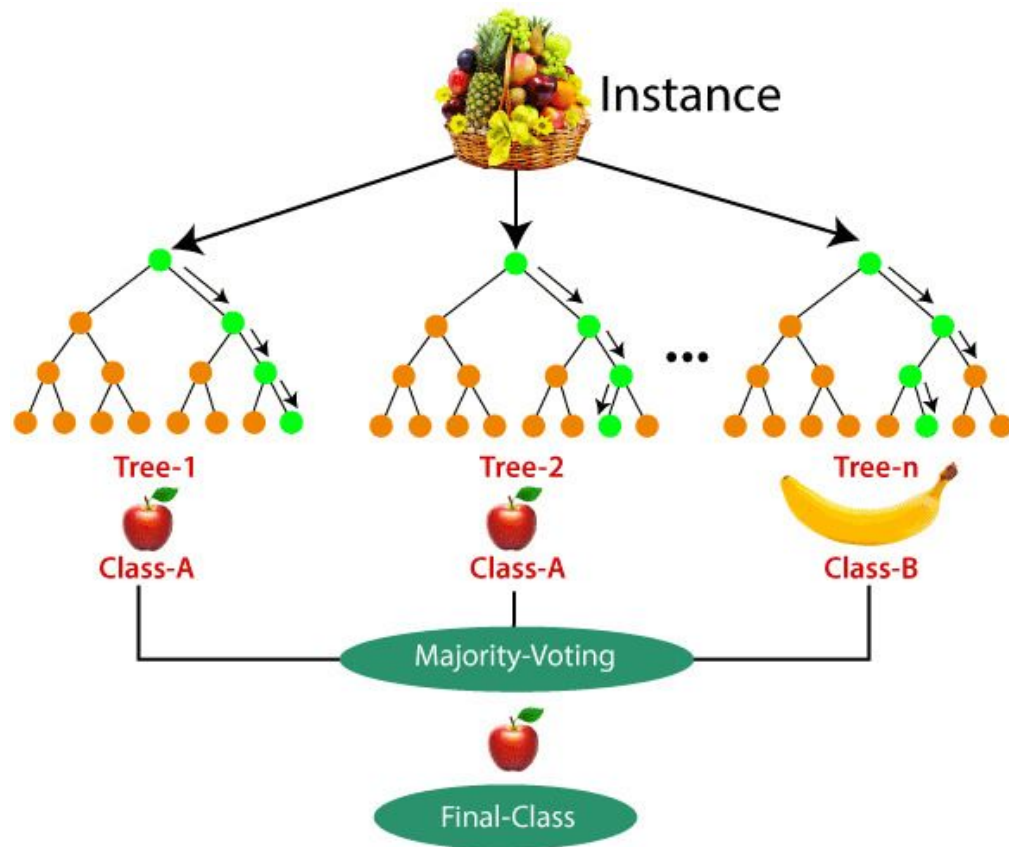 Instance
Tree-1
Tree-2
Tree-n
Class-A
Class-A
Class-B
Majority-Voting
Final-Class